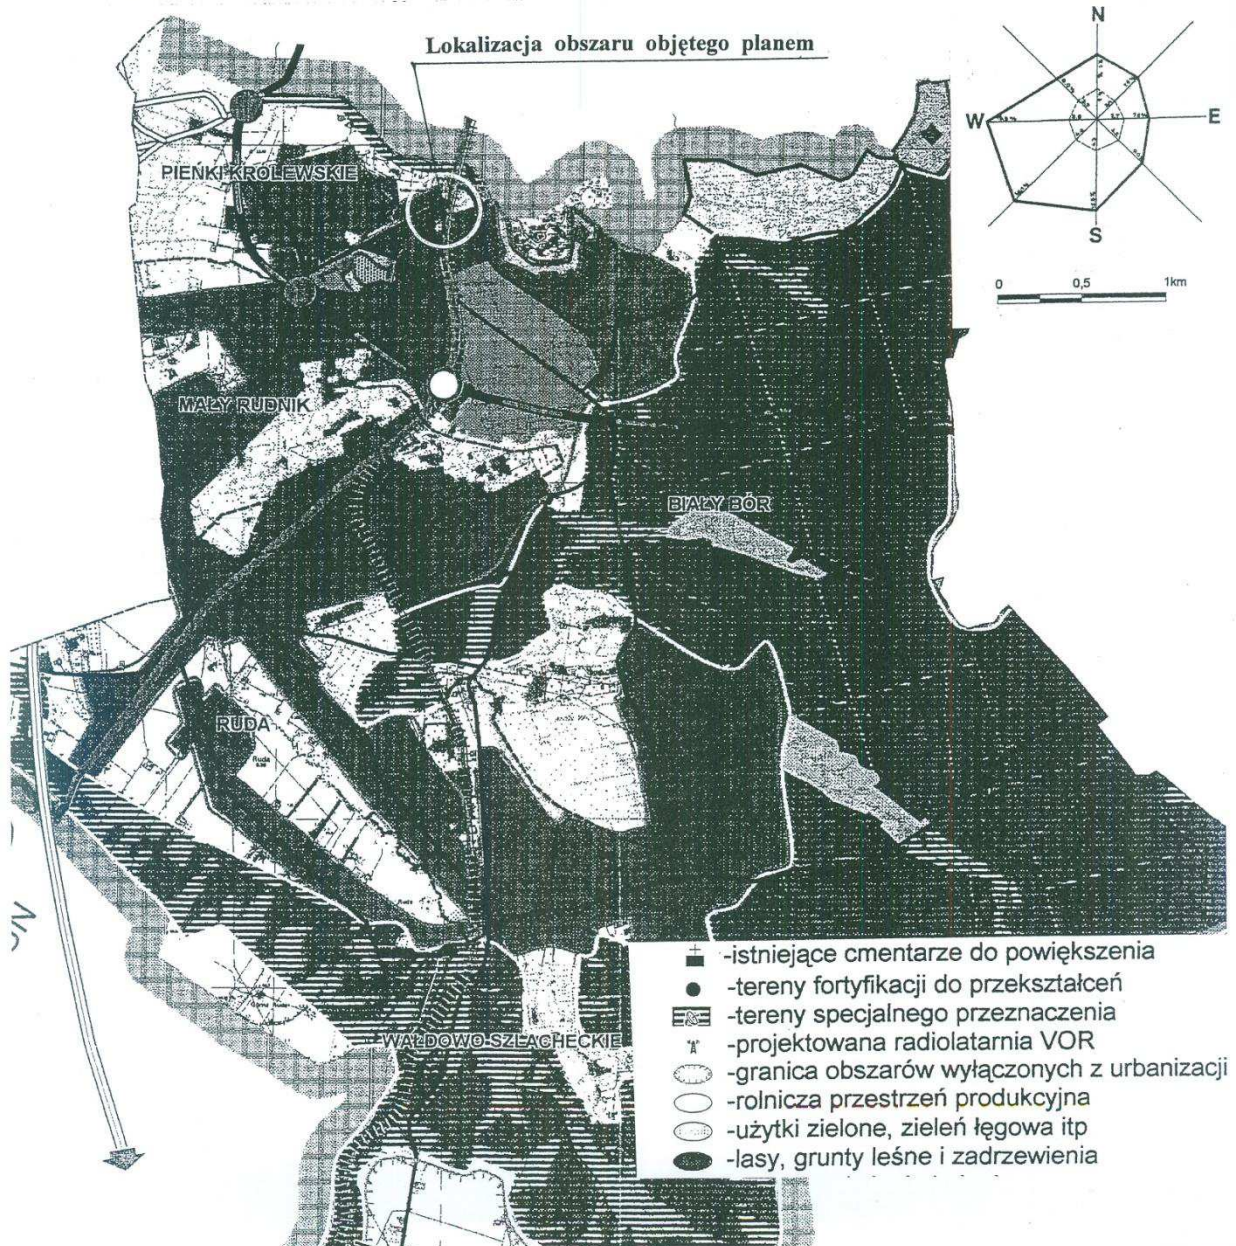 Lokalizacja obszaru objętego planem
N
W
E
S
0 0,5 1km
PIEŃKI KRÓLEWSKIE
MAŁY RUDNIK
BIAŁY BÓR
RUDA
Ruda
WAŁDOWO SZLACHECKIE
-istniejące cmentarze do powiększenia
-tereny fortyfikacji do przekształceń
-tereny specjalnego przeznaczenia
-projektowana radiolatarnia VOR
-granica obszarów wyłączonych z urbanizacji
-rolnicza przestrzeń produkcyjna
-użytki zielone, zieleń łęgowa itp
-lasy, grunty leśne i zadrzewienia